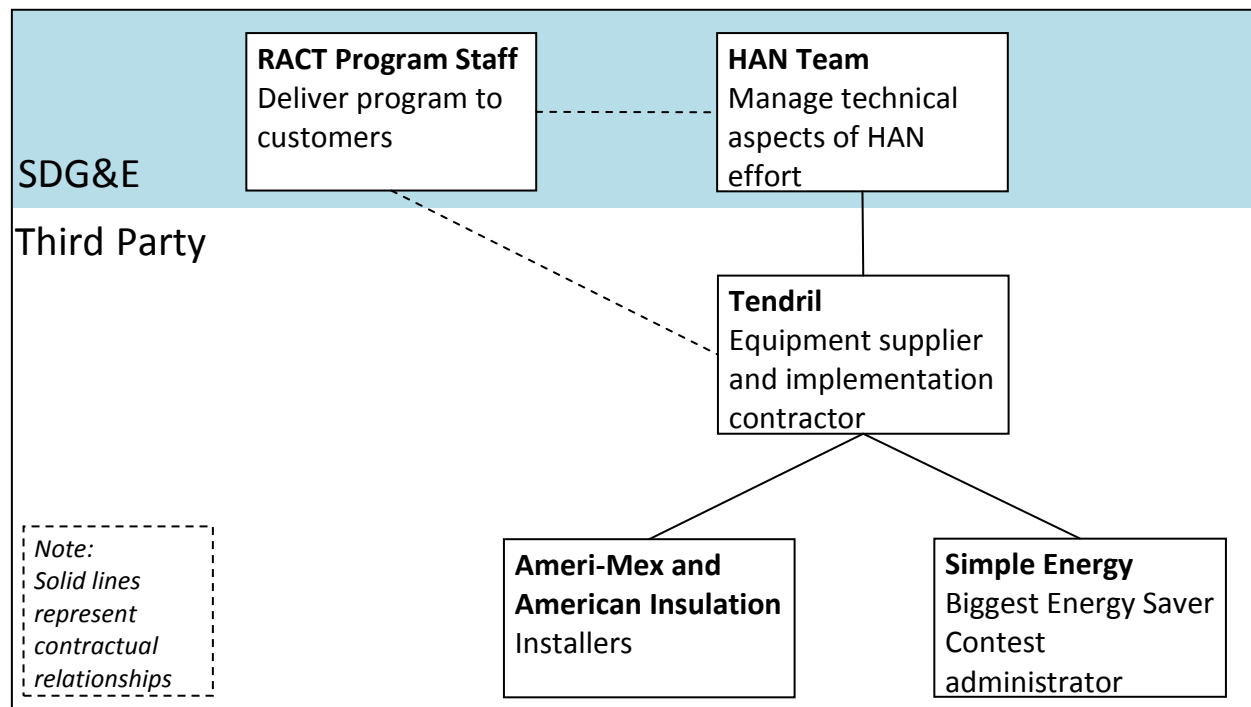 RACT Program Staff
Deliver program to
customers
HAN Team
Manage technical
aspects of HAN
effort
SDG&E
Third Party
Tendril
Equipment supplier
and implementation
contractor
Note:
Solid lines
represent
contractual
relationships
Ameri-Mex and
American Insulation
Installers
Simple Energy
Biggest Energy Saver
Contest
administrator